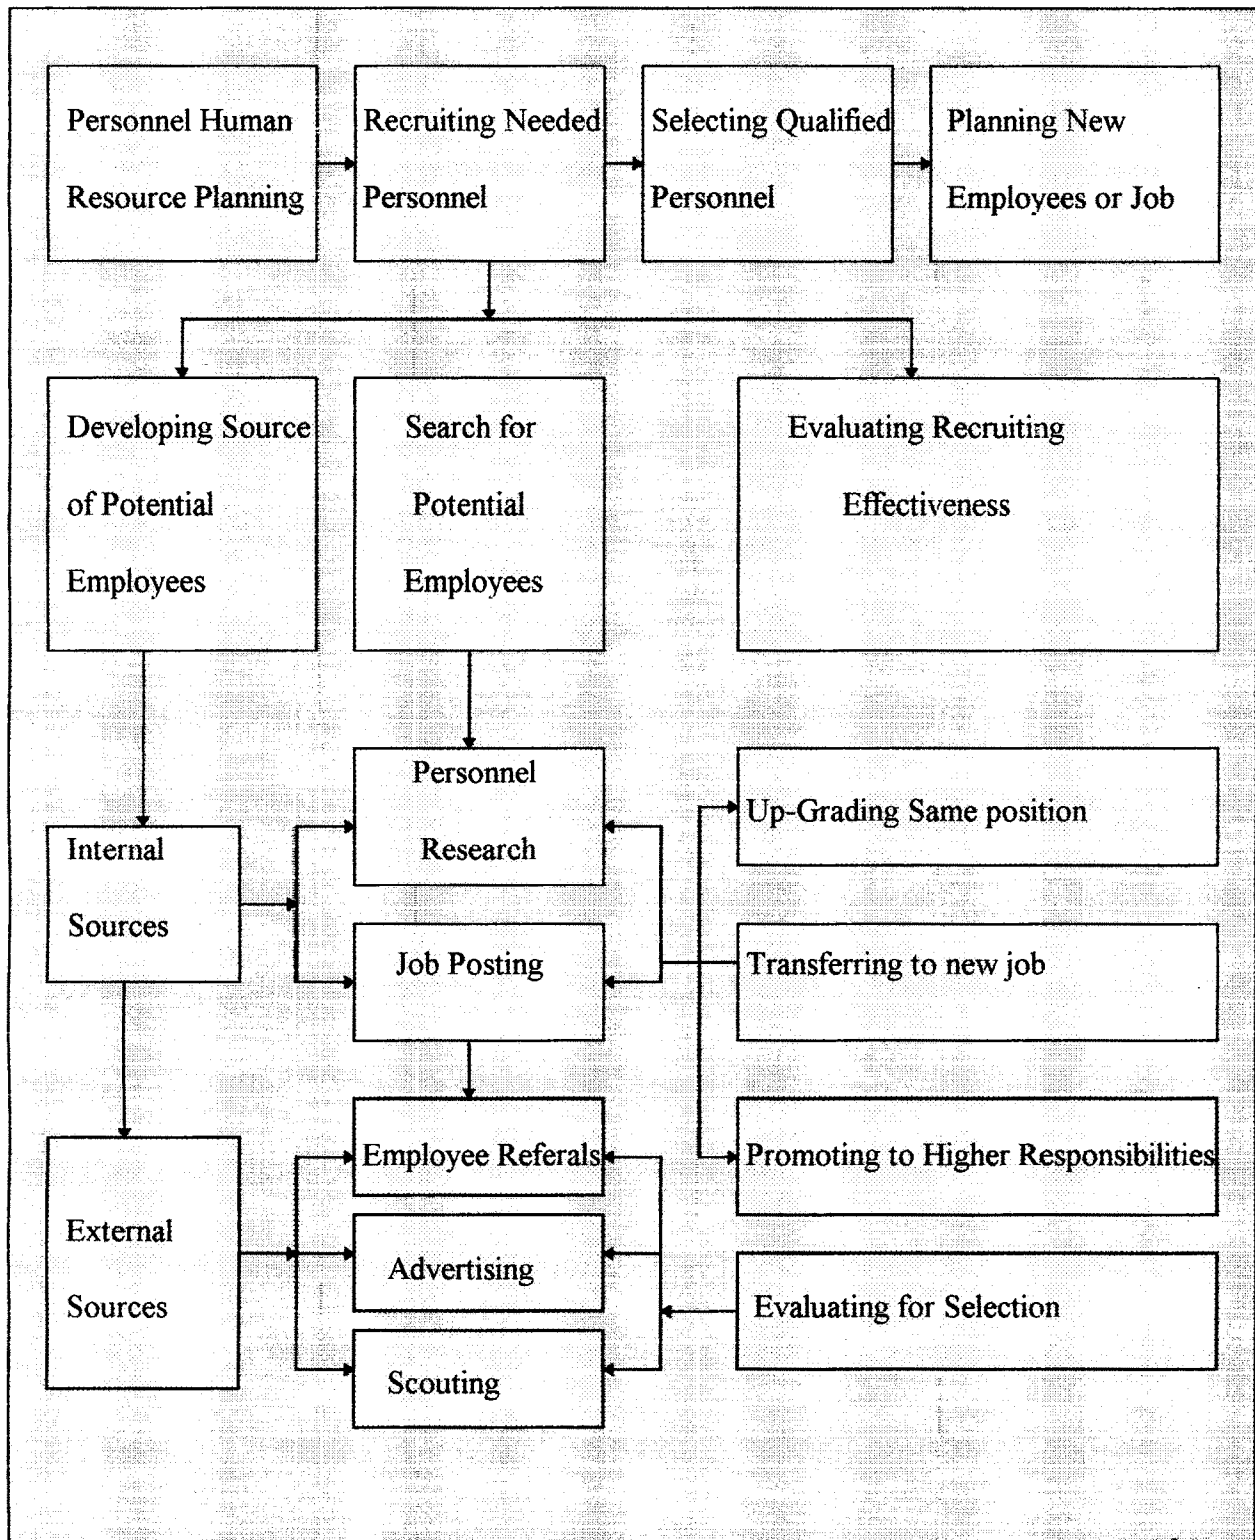 Personnel Human
Resource Planning
Recruiting Needed
Personnel
Selecting Qualified
Personnel
Planning New
Employees or Job
Developing Source
of Potential
Employees
Search for
Potential
Employees
Evaluating Recruiting
Effectiveness
Internal
Sources
Personnel
Research
Job Posting
Up-Grading Same position
Transferring to new job
Promoting to Higher Responsibilities
External
Sources
Employee Referals
Advertising
Scouting
Evaluating for Selection